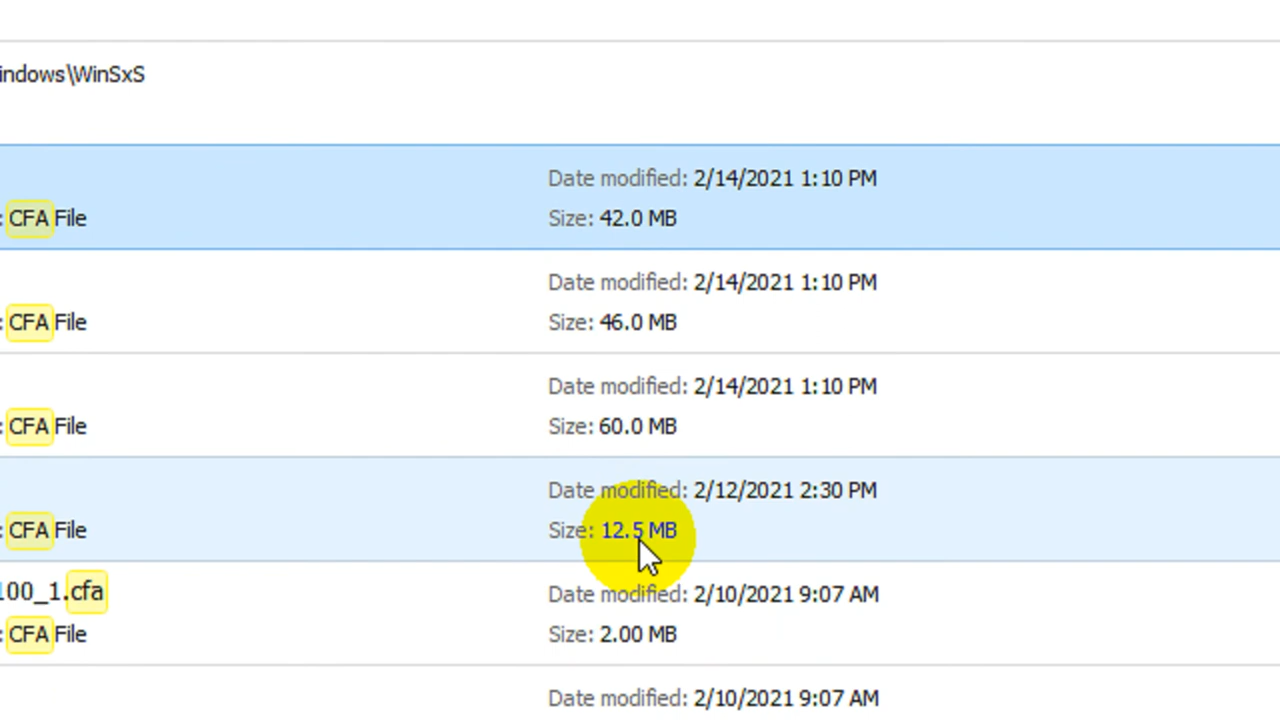 indows\WinSxS
Date modified: 2/14/2021 1:10 PM
: CFA File Size: 42.0 MB
Date modified: 2/14/2021 1:10 PM
: CFA File Size: 46.0 MB
Date modified: 2/14/2021 1:10 PM
: CFA File Size: 60.0 MB
Date modified: 2/12/2021 2:30 PM
: CFA File Size: 12.5 MB
100_1.cfa Date modified: 2/10/2021 9:07 AM
: CFA File Size: 2.00 MB
Date modified: 2/10/2021 9:07 AM